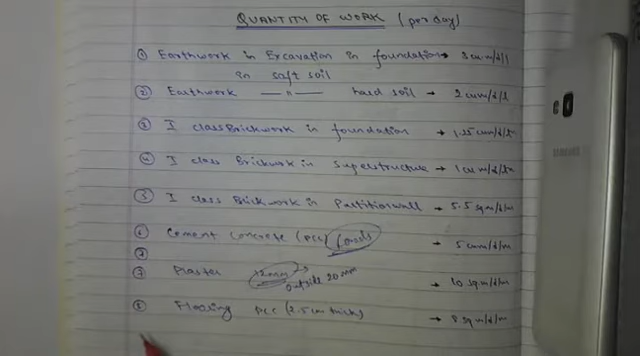 QUANTITY OF WORK (per day)
① Earthwork in Excavation in foundation → 3 cum/d/l
in soft soil
② Earthwork —"— hard soil → 2 cum/d/l
③ I class Brickwork in foundation → 1.25 cum/d/m
④ I class Brickwork in Superstructure → 1 cum/d/m
⑤ I class Brickwork in Partition wall → 5.5 sqm/d/m
⑥ Cement Concrete (PCC) → 5 cum/d/m
⑦
⑦ Plaster 12mm → 10 sqm/d/m
outside 20 mm
⑧ Flooring PCC (2.5 cm thick) → 8 sqm/d/m